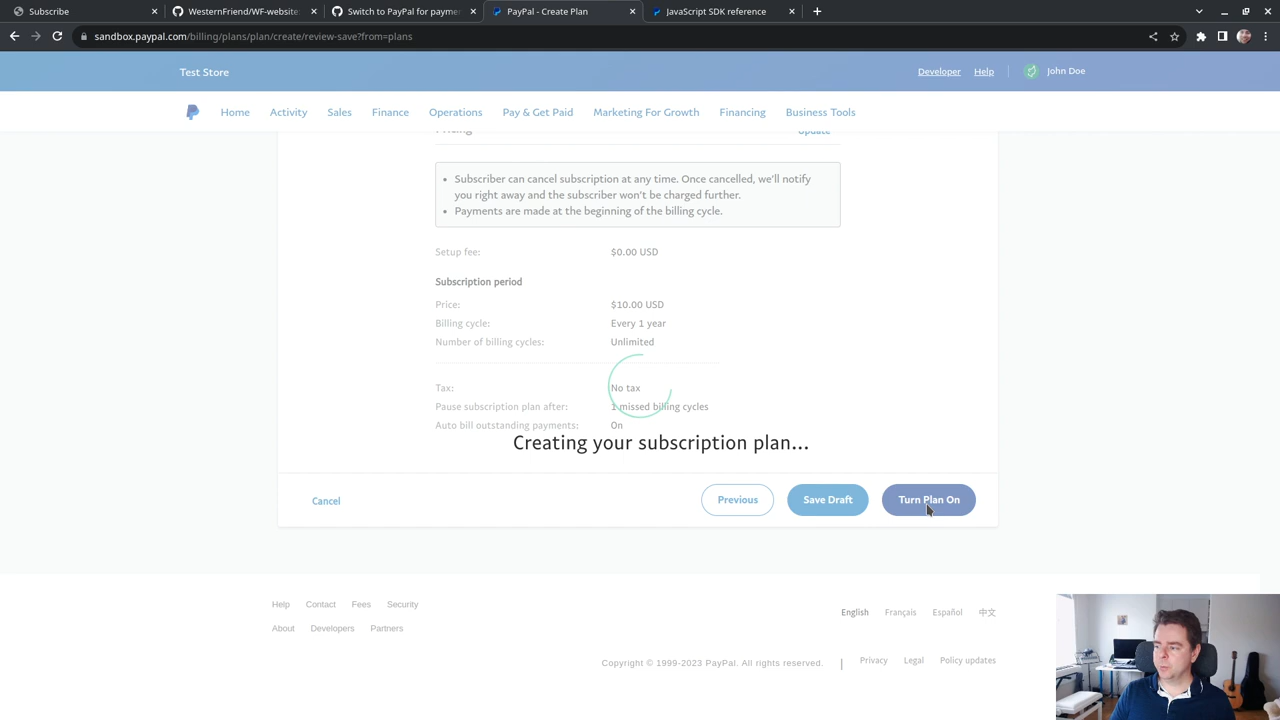 Subscribe
WesternFriend/WF-website:
Switch to PayPal for paymer
PayPal - Create Plan
JavaScript SDK reference
sandbox.paypal.com/billing/plans/plan/create/review-save?from=plans
Test Store
Developer
Help
John Doe
Home
Activity
Sales
Finance
Operations
Pay & Get Paid
Marketing For Growth
Financing
Business Tools
Pricing
Update
• Subscriber can cancel subscription at any time. Once cancelled, we'll notify
you right away and the subscriber won't be charged further.
• Payments are made at the beginning of the billing cycle.
Setup fee: $0.00 USD
Subscription period
Price: $10.00 USD
Billing cycle: Every 1 year
Number of billing cycles: Unlimited
Tax: No tax
Pause subscription plan after: 1 missed billing cycles
Auto bill outstanding payments: On
Creating your subscription plan...
Cancel
Previous
Save Draft
Turn Plan On
Help Contact Fees Security
About Developers Partners
English Français Español 中文
Copyright © 1999-2023 PayPal. All rights reserved. |
Privacy Legal Policy updates